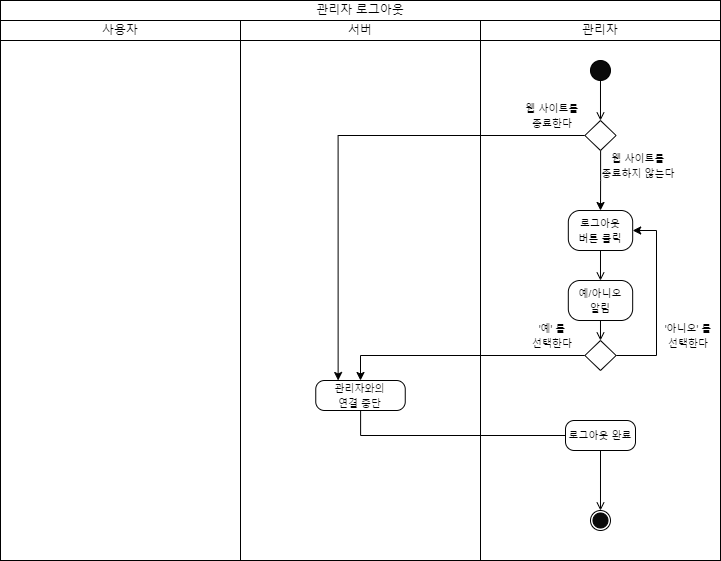 관리자 로그아웃
사용자
서버
관리자
웹 사이트를
종료한다
웹 사이트를
종료하지 않는다
로그아웃
버튼 클릭
예/아니오
알림
'예' 를
선택한다
'아니오' 를
선택한다
관리자와의
연결 중단
로그아웃 완료